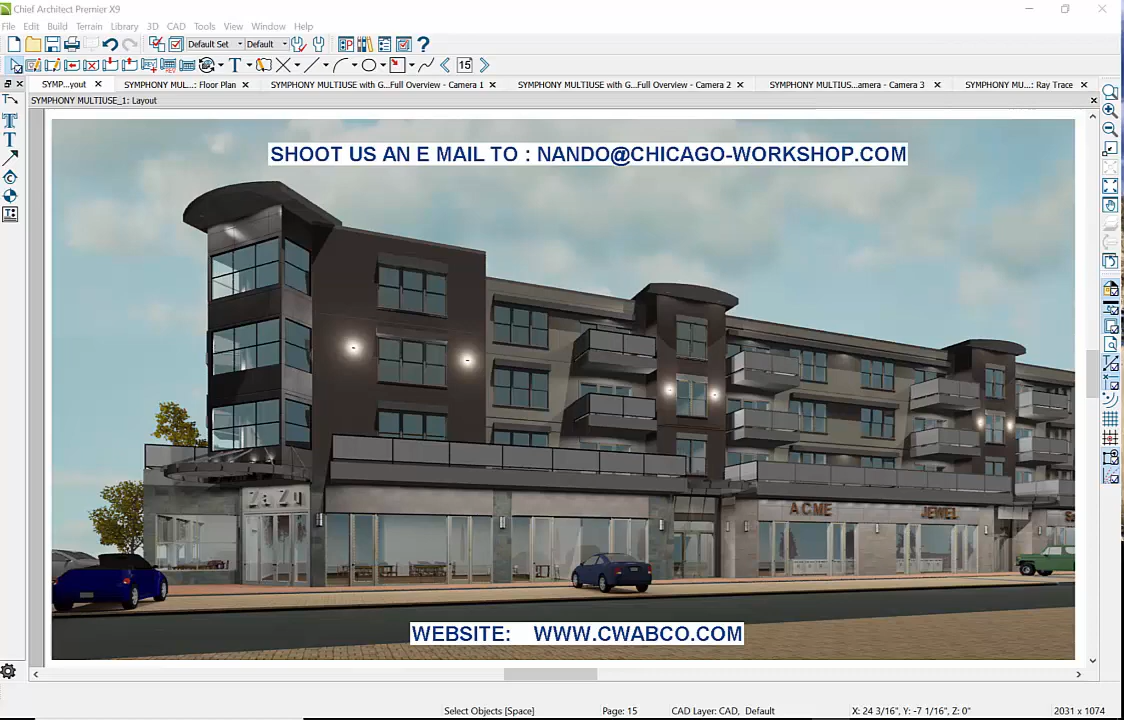 Chief Architect Premier X9
File Edit Build Terrain Library 3D CAD Tools View Window Help
Default Set Default
15
SYMP...yout SYMPHONY MUL...: Floor Plan SYMPHONY MULTIUSE with G...Full Overview - Camera 1 SYMPHONY MULTIUSE with G...Full Overview - Camera 2 SYMPHONY MULTIUS...amera - Camera 3 SYMPHONY MU...: Ray Trace
SYMPHONY MULTIUSE_1: Layout
SHOOT US AN E MAIL TO : NANDO@CHICAGO-WORKSHOP.COM
ZaZu
ACME
JEWEL
WEBSITE: WWW.CWABCO.COM
Select Objects [Space] Page: 15 CAD Layer: CAD, Default X: 24 3/16", Y: -7 1/16", Z: 0" 2031 x 1074